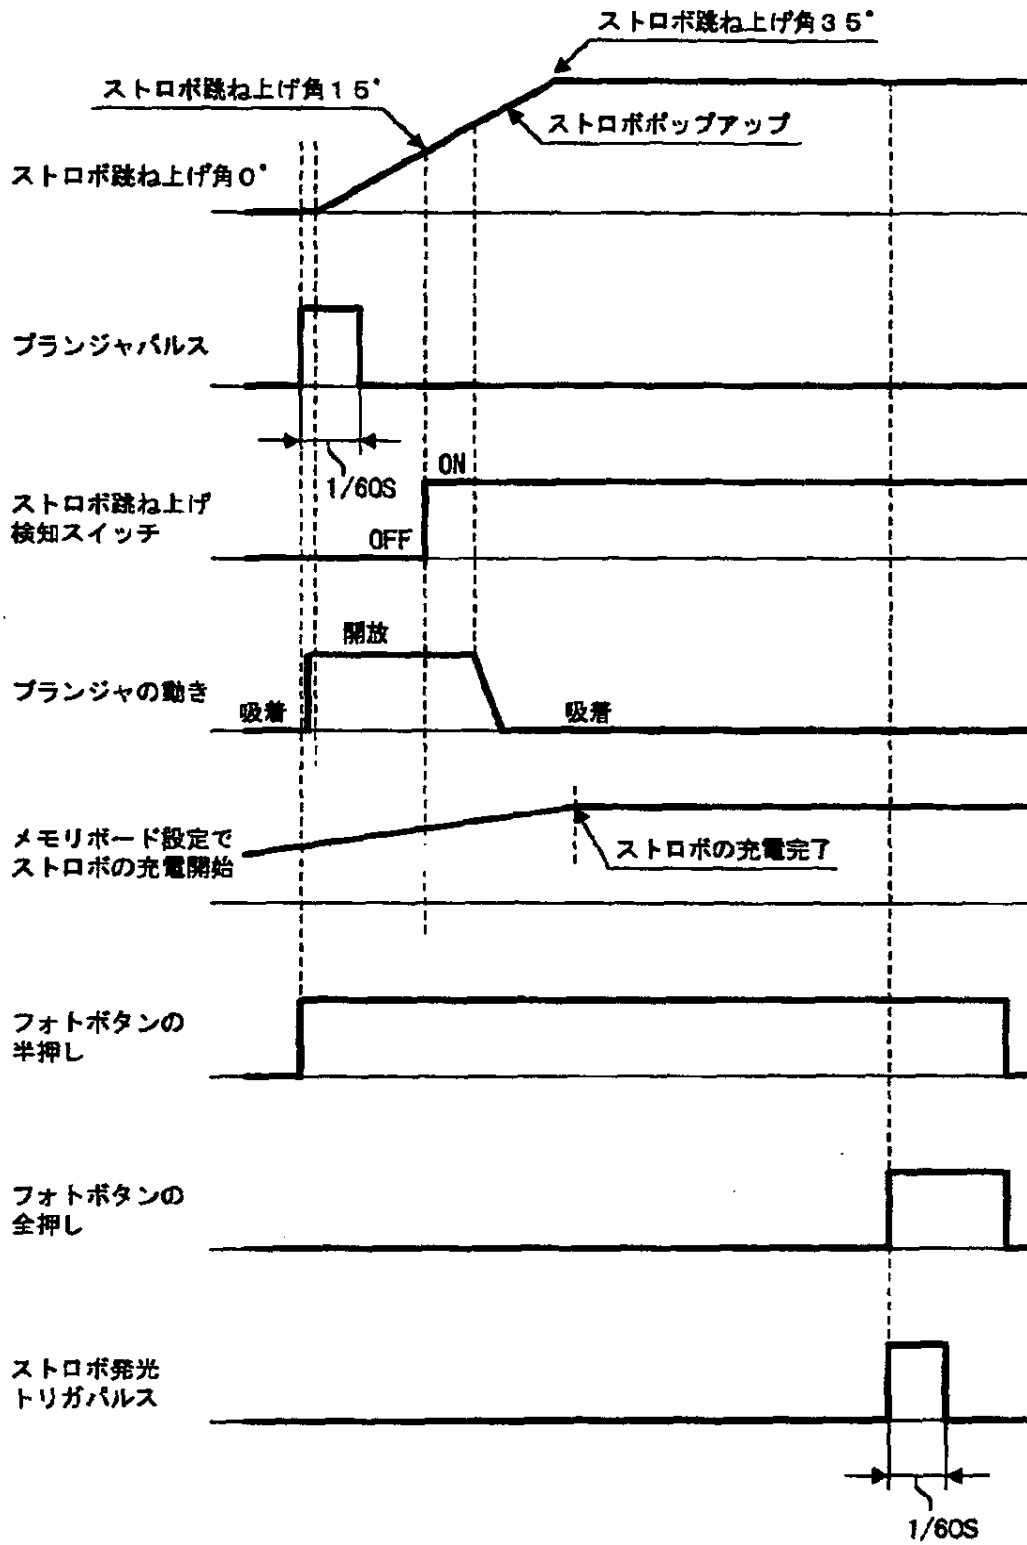 ストロボ跳ね上げ角35°
ストロボ跳ね上げ角15°
ストロボポップアップ
ストロボ跳ね上げ角0°
プランジャパルス
1/60S
ON
ストロボ跳ね上げ
検知スイッチ
OFF
開放
プランジャの動き
吸着
吸着
メモリボード設定で
ストロボの充電開始
ストロボの充電完了
フォトボタンの
半押し
フォトボタンの
全押し
ストロボ発光
トリガパルス
1/60S